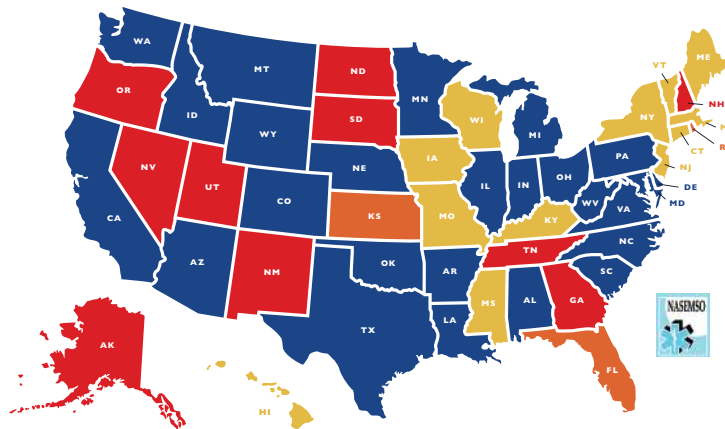 WA
MT
ND
MN
OR
ID
SD
WI
MI
VT
ME
NH
NY
M
R
CT
NJ
WY
NE
IA
PA
NV
UT
CO
IL
IN
OH
DE
MD
WV
VA
CA
KS
MO
KY
NC
AZ
NM
OK
AR
TN
SC
MS
AL
GA
TX
LA
NASEMSO
AK
FL
HI